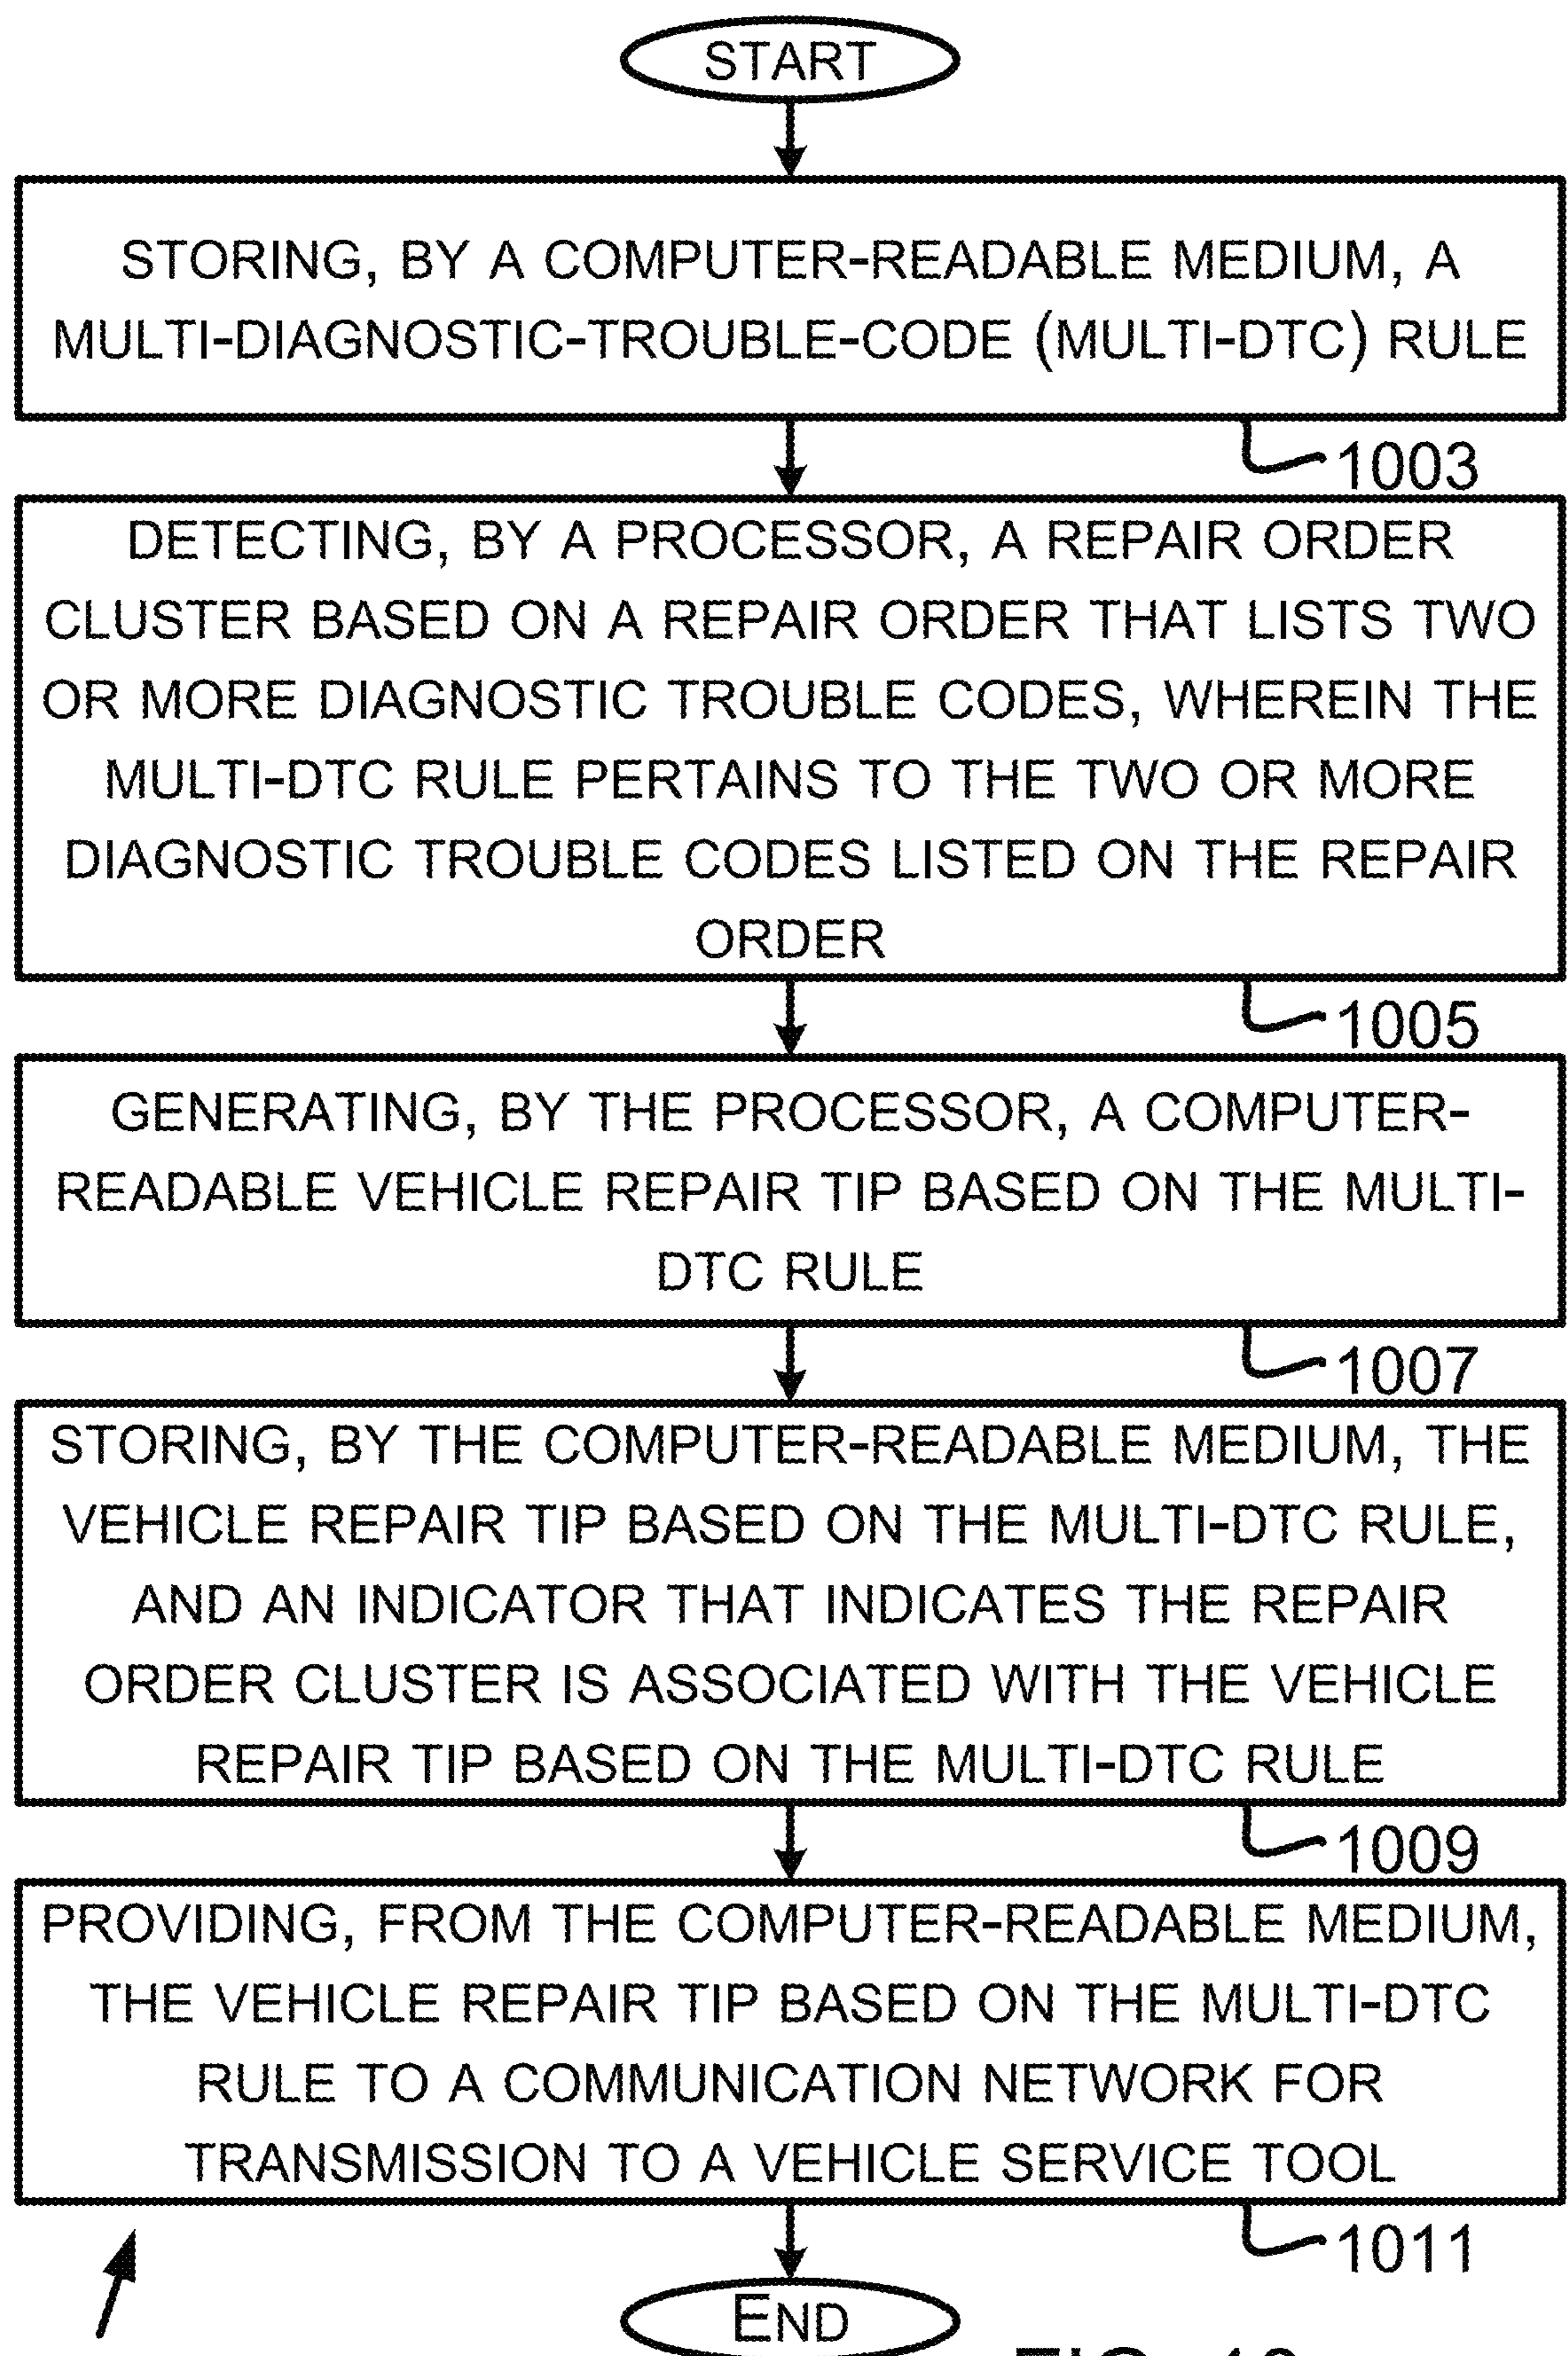 START
STORING, BY A COMPUTER-READABLE MEDIUM, A
MULTI-DIAGNOSTIC-TROUBLE-CODE (MULTI-DTC) RULE
1003
DETECTING, BY A PROCESSOR, A REPAIR ORDER
CLUSTER BASED ON A REPAIR ORDER THAT LISTS TWO
OR MORE DIAGNOSTIC TROUBLE CODES, WHEREIN THE
MULTI-DTC RULE PERTAINS TO THE TWO OR MORE
DIAGNOSTIC TROUBLE CODES LISTED ON THE REPAIR
ORDER
1005
GENERATING, BY THE PROCESSOR, A COMPUTER-
READABLE VEHICLE REPAIR TIP BASED ON THE MULTI-
DTC RULE
1007
STORING, BY THE COMPUTER-READABLE MEDIUM, THE
VEHICLE REPAIR TIP BASED ON THE MULTI-DTC RULE,
AND AN INDICATOR THAT INDICATES THE REPAIR
ORDER CLUSTER IS ASSOCIATED WITH THE VEHICLE
REPAIR TIP BASED ON THE MULTI-DTC RULE
1009
PROVIDING, FROM THE COMPUTER-READABLE MEDIUM,
THE VEHICLE REPAIR TIP BASED ON THE MULTI-DTC
RULE TO A COMMUNICATION NETWORK FOR
TRANSMISSION TO A VEHICLE SERVICE TOOL
1011
END